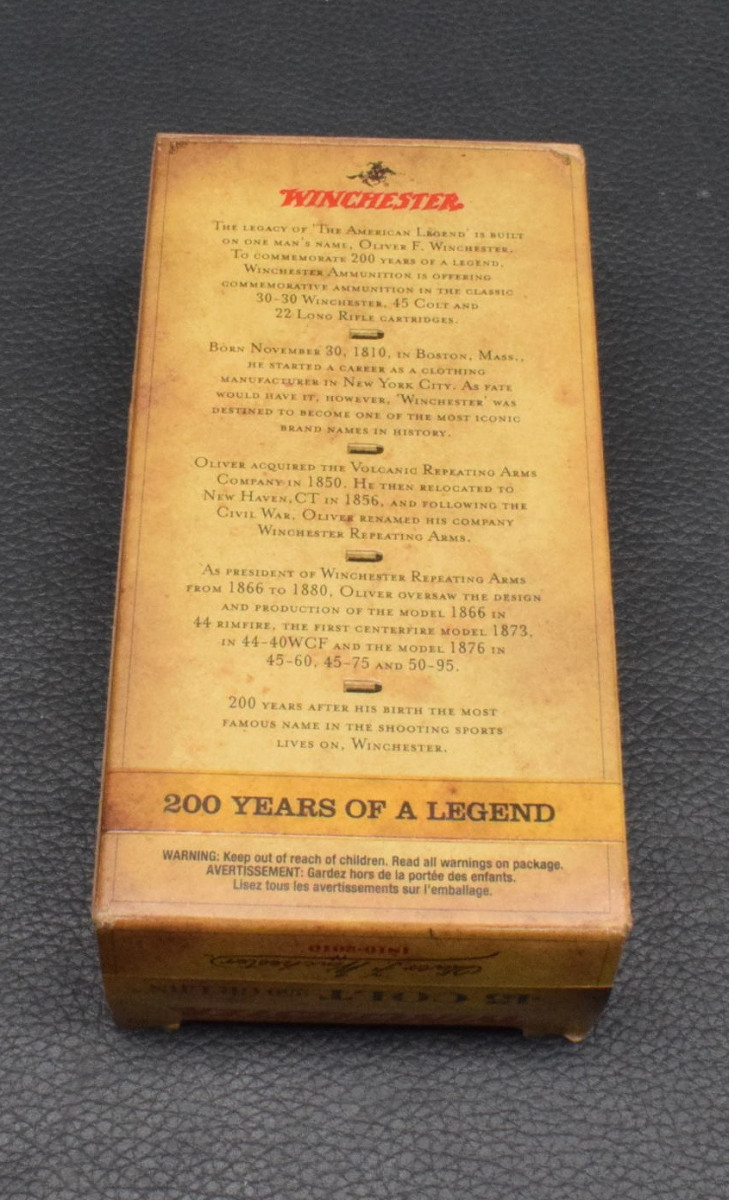 WINCHESTER
THE LEGACY OF 'THE AMERICAN LEGEND' IS BUILT
ON ONE MAN'S NAME, OLIVER F. WINCHESTER.
TO COMMEMORATE 200 YEARS OF A LEGEND,
WINCHESTER AMMUNITION IS OFFERING
COMMEMORATIVE AMMUNITION IN THE CLASSIC
30-30 WINCHESTER, 45 COLT AND
22 LONG RIFLE CARTRIDGES.
BORN NOVEMBER 30, 1810, IN BOSTON, MASS.,
HE STARTED A CAREER AS A CLOTHING
MANUFACTURER IN NEW YORK CITY. AS FATE
WOULD HAVE IT, HOWEVER, 'WINCHESTER' WAS
DESTINED TO BECOME ONE OF THE MOST ICONIC
BRAND NAMES IN HISTORY.
OLIVER ACQUIRED THE VOLCANIC REPEATING ARMS
COMPANY IN 1850. HE THEN RELOCATED TO
NEW HAVEN, CT IN 1856, AND FOLLOWING THE
CIVIL WAR, OLIVER RENAMED HIS COMPANY
WINCHESTER REPEATING ARMS.
AS PRESIDENT OF WINCHESTER REPEATING ARMS
FROM 1866 TO 1880, OLIVER OVERSAW THE DESIGN
AND PRODUCTION OF THE MODEL 1866 IN
44 RIMFIRE, THE FIRST CENTERFIRE MODEL 1873,
IN 44-40WCF AND THE MODEL 1876 IN
45-60, 45-75 AND 50-95.
200 YEARS AFTER HIS BIRTH THE MOST
FAMOUS NAME IN THE SHOOTING SPORTS
LIVES ON, WINCHESTER.
200 YEARS OF A LEGEND
WARNING: Keep out of reach of children. Read all warnings on package.
AVERTISSEMENT: Gardez hors de la portée des enfants.
Lisez tous les avertissements sur l'emballage.
1810-2010
Oliver F. Winchester
45 COLT